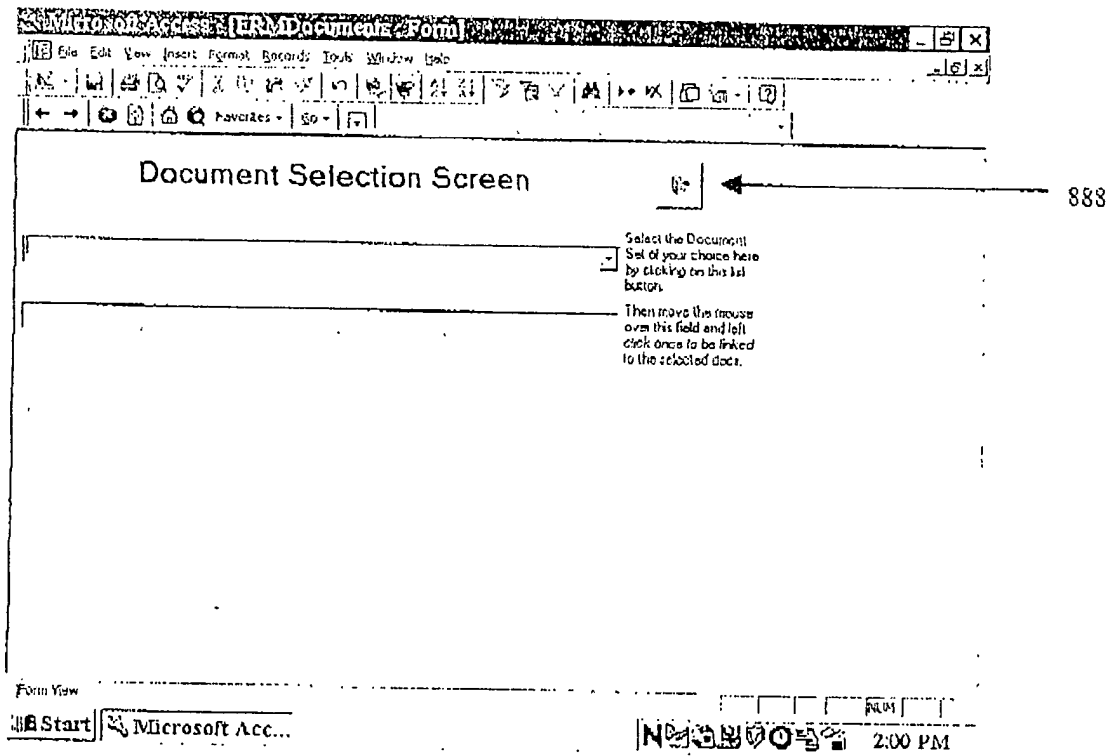 Microsoft Access - [ERMDocuments : Form]
File Edit View Insert Format Records Tools Window Help
Favorites Go
Document Selection Screen
888
Select the Document
Set of your choice here
by clicking on this list
button.
Then move the mouse
over this field and left
click once to be linked
to the selected docs.
Form View
NUM
Start Microsoft Acc...
2:00 PM